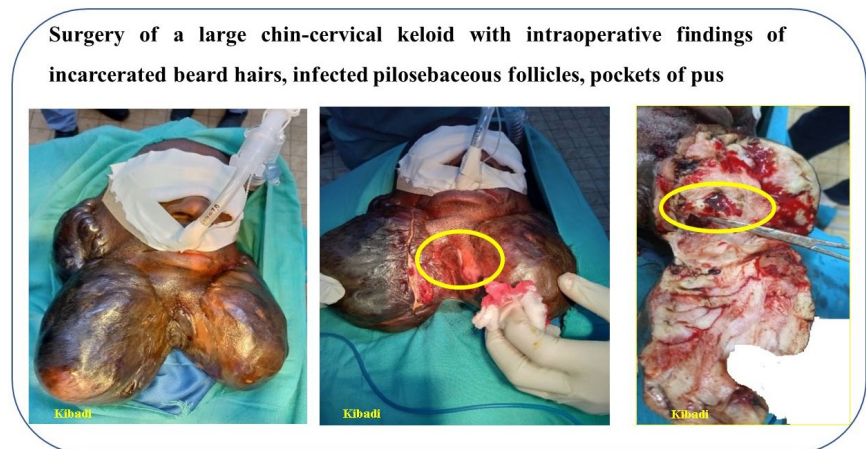 Surgery of a large chin-cervical keloid with intraoperative findings of
incarcerated beard hairs, infected pilosebaceous follicles, pockets of pus
Kibadi
Kibadi
Kibadi